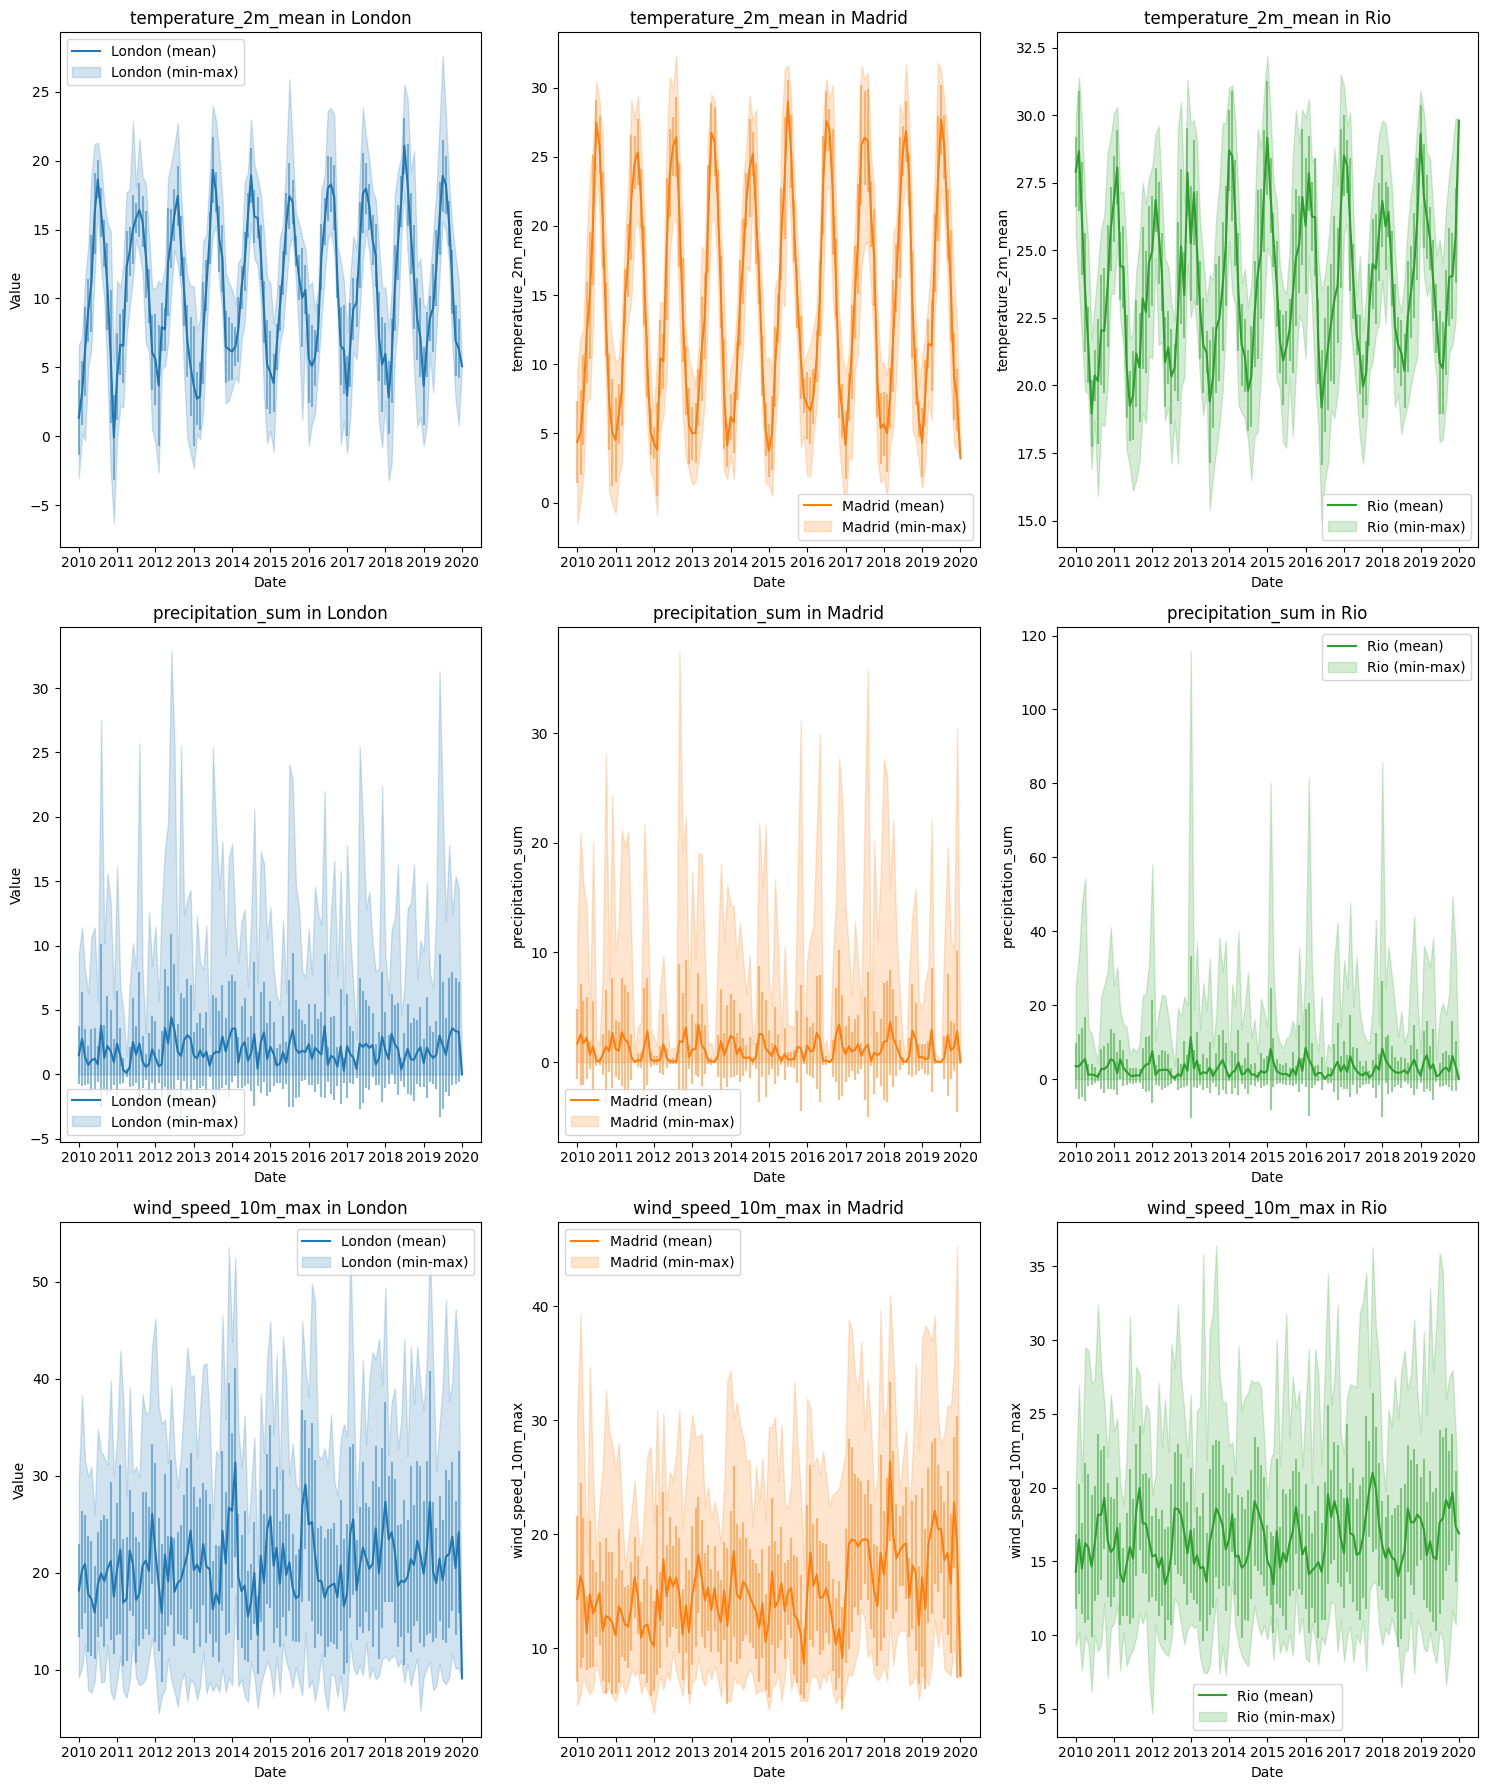 temperature_2m_mean in London
London (mean)
London (min-max)
Value
25
20
15
10
5
0
−5
2010 2011 2012 2013 2014 2015 2016 2017 2018 2019 2020
Date
temperature_2m_mean in Madrid
Madrid (mean)
Madrid (min-max)
temperature_2m_mean
30
25
20
15
10
5
0
2010 2011 2012 2013 2014 2015 2016 2017 2018 2019 2020
Date
temperature_2m_mean in Rio
Rio (mean)
Rio (min-max)
temperature_2m_mean
32.5
30.0
27.5
25.0
22.5
20.0
17.5
15.0
2010 2011 2012 2013 2014 2015 2016 2017 2018 2019 2020
Date
precipitation_sum in London
London (mean)
London (min-max)
Value
30
25
20
15
10
5
0
−5
2010 2011 2012 2013 2014 2015 2016 2017 2018 2019 2020
Date
precipitation_sum in Madrid
Madrid (mean)
Madrid (min-max)
precipitation_sum
30
20
10
0
2010 2011 2012 2013 2014 2015 2016 2017 2018 2019 2020
Date
precipitation_sum in Rio
Rio (mean)
Rio (min-max)
precipitation_sum
120
100
80
60
40
20
0
2010 2011 2012 2013 2014 2015 2016 2017 2018 2019 2020
Date
wind_speed_10m_max in London
London (mean)
London (min-max)
Value
50
40
30
20
10
2010 2011 2012 2013 2014 2015 2016 2017 2018 2019 2020
Date
wind_speed_10m_max in Madrid
Madrid (mean)
Madrid (min-max)
wind_speed_10m_max
40
30
20
10
2010 2011 2012 2013 2014 2015 2016 2017 2018 2019 2020
Date
wind_speed_10m_max in Rio
Rio (mean)
Rio (min-max)
wind_speed_10m_max
35
30
25
20
15
10
5
2010 2011 2012 2013 2014 2015 2016 2017 2018 2019 2020
Date